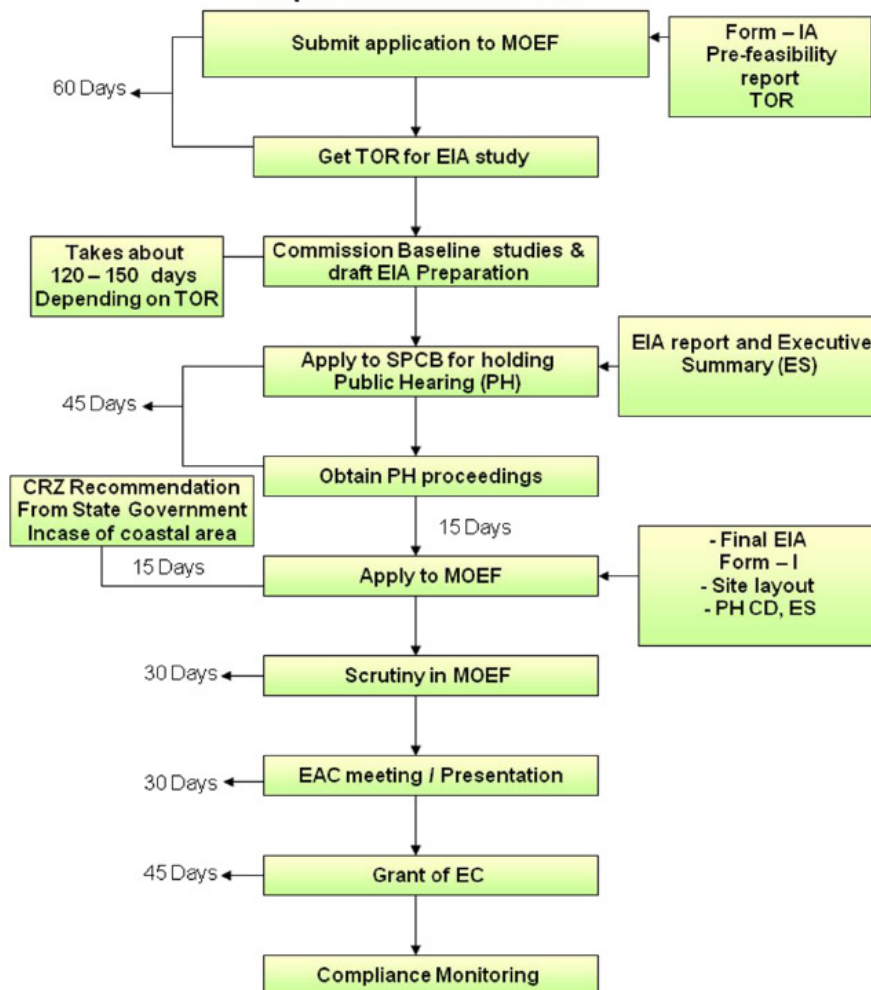 Submit application to MOEF
Form – IA
Pre-feasibility
report
TOR
60 Days
Get TOR for EIA study
Takes about
120 – 150 days
Depending on TOR
Commission Baseline studies &
draft EIA Preparation
Apply to SPCB for holding
Public Hearing (PH)
EIA report and Executive
Summary (ES)
45 Days
Obtain PH proceedings
CRZ Recommendation
From State Government
Incase of coastal area
15 Days
15 Days
Apply to MOEF
- Final EIA
Form – I
- Site layout
- PH CD, ES
30 Days
Scrutiny in MOEF
30 Days
EAC meeting / Presentation
45 Days
Grant of EC
Compliance Monitoring